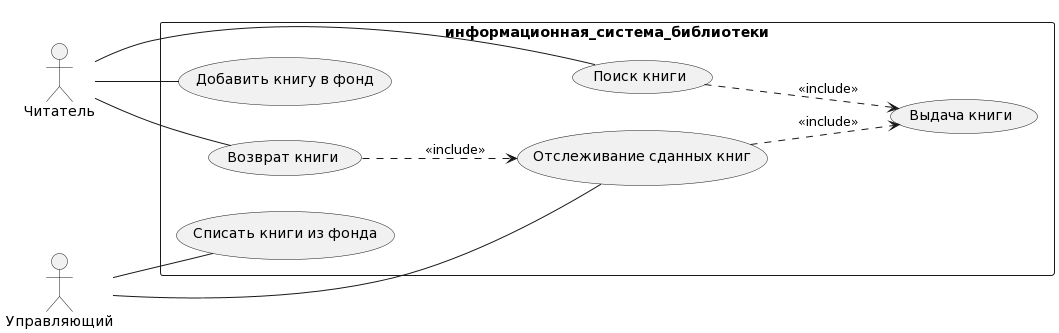 информационная_система_библиотеки
Читатель
Добавить книгу в фонд
Поиск книги
«include»
Выдача книги
«include»
Возврат книги
«include»
Отслеживание сданных книг
Списать книги из фонда
Управляющий